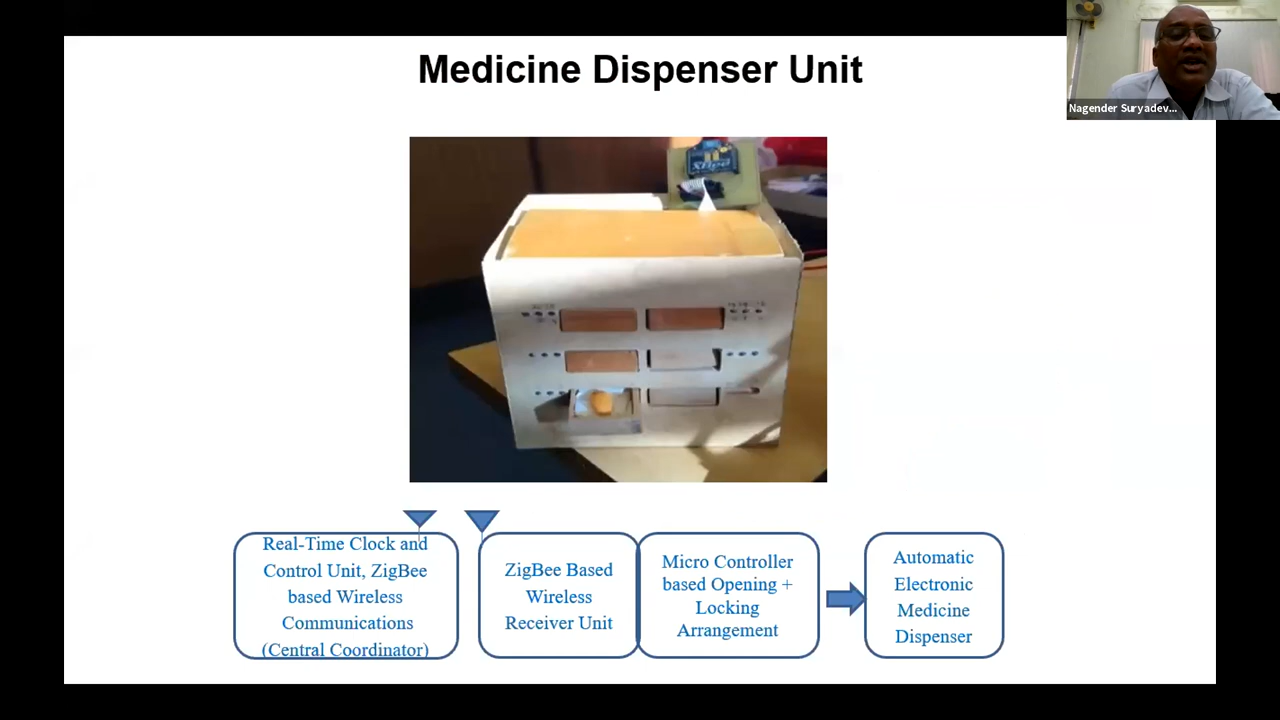 Medicine Dispenser Unit
Nagender Suryadev...
XBee
Real-Time Clock and
Control Unit, ZigBee
based Wireless
Communications
(Central Coordinator)
ZigBee Based
Wireless
Receiver Unit
Micro Controller
based Opening +
Locking
Arrangement
Automatic
Electronic
Medicine
Dispenser